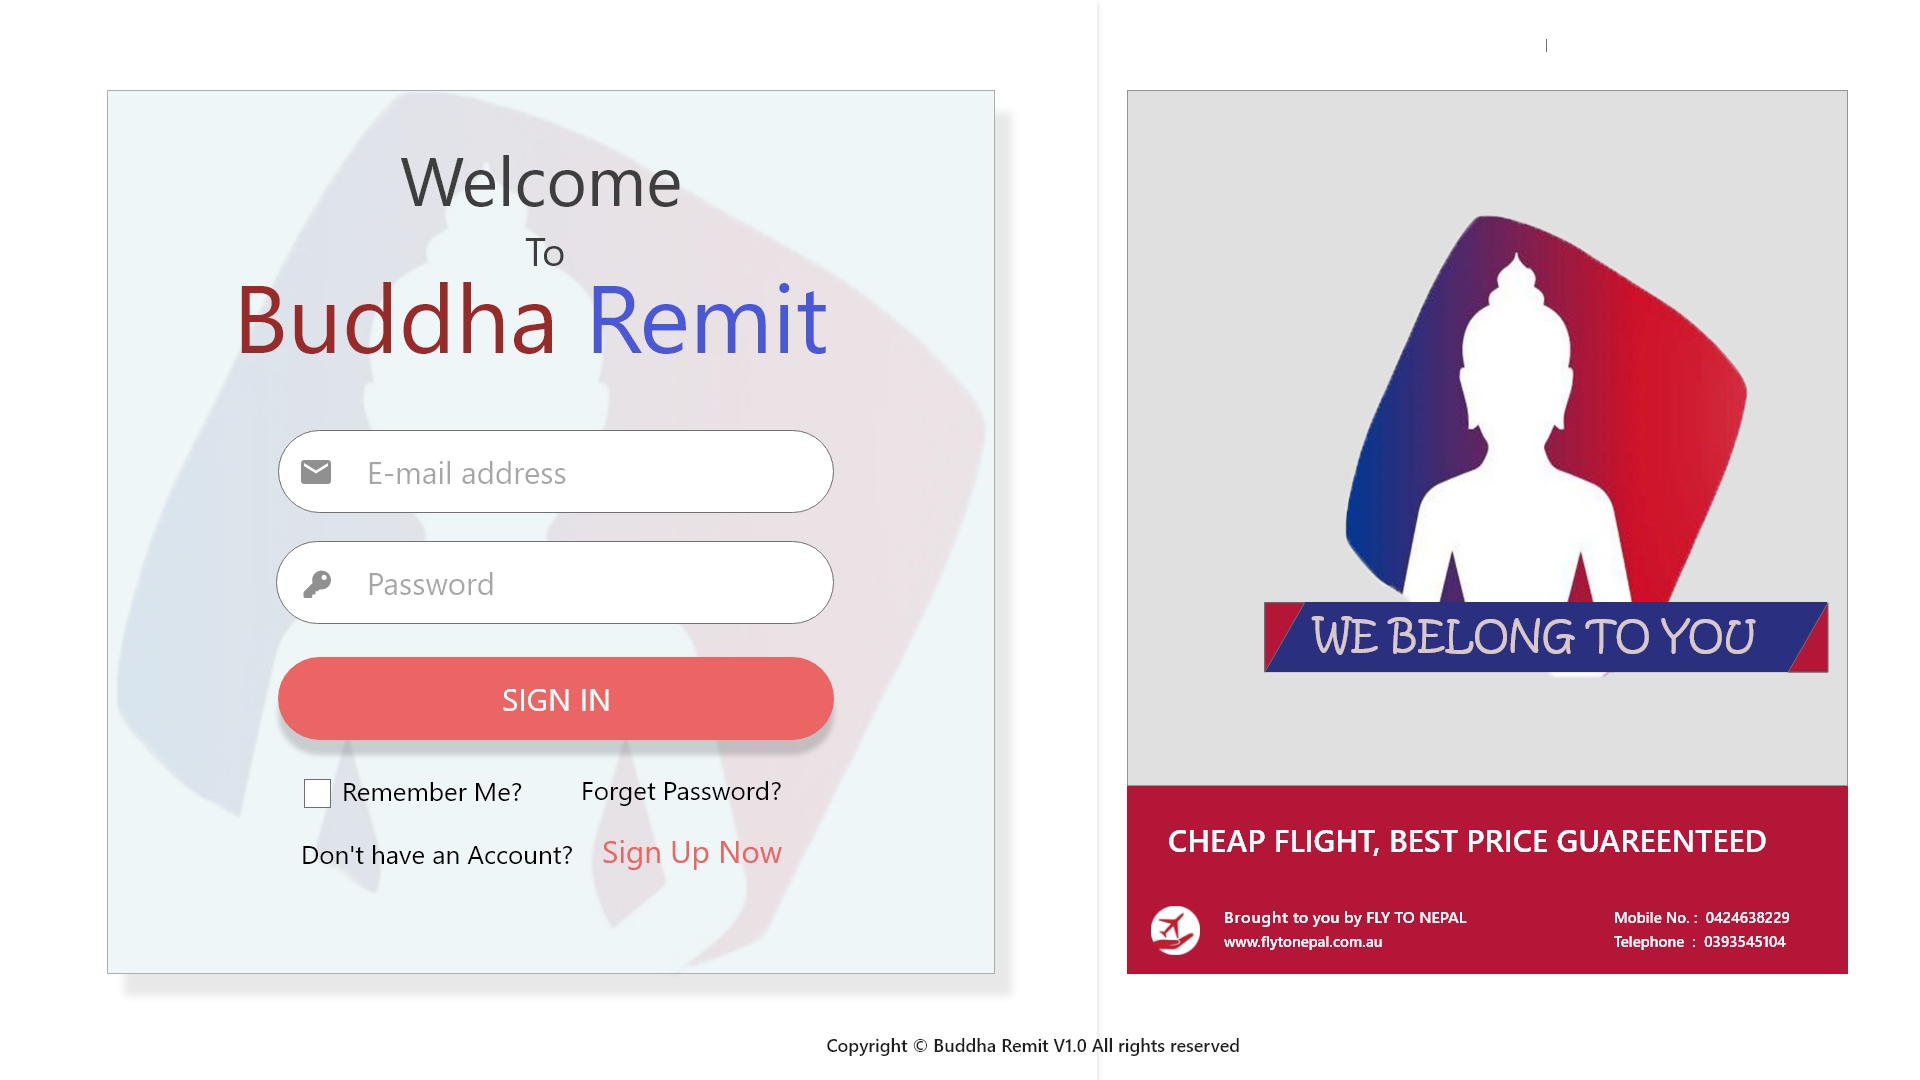 Welcome
To
Buddha Remit
E-mail address
Password
SIGN IN
Remember Me?
Forget Password?
Don't have an Account?
Sign Up Now
WE BELONG TO YOU
CHEAP FLIGHT, BEST PRICE GUAREENTEED
Brought to you by FLY TO NEPAL
www.flytonepal.com.au
Mobile No. : 0424638229
Telephone : 0393545104
Copyright © Buddha Remit V1.0 All rights reserved